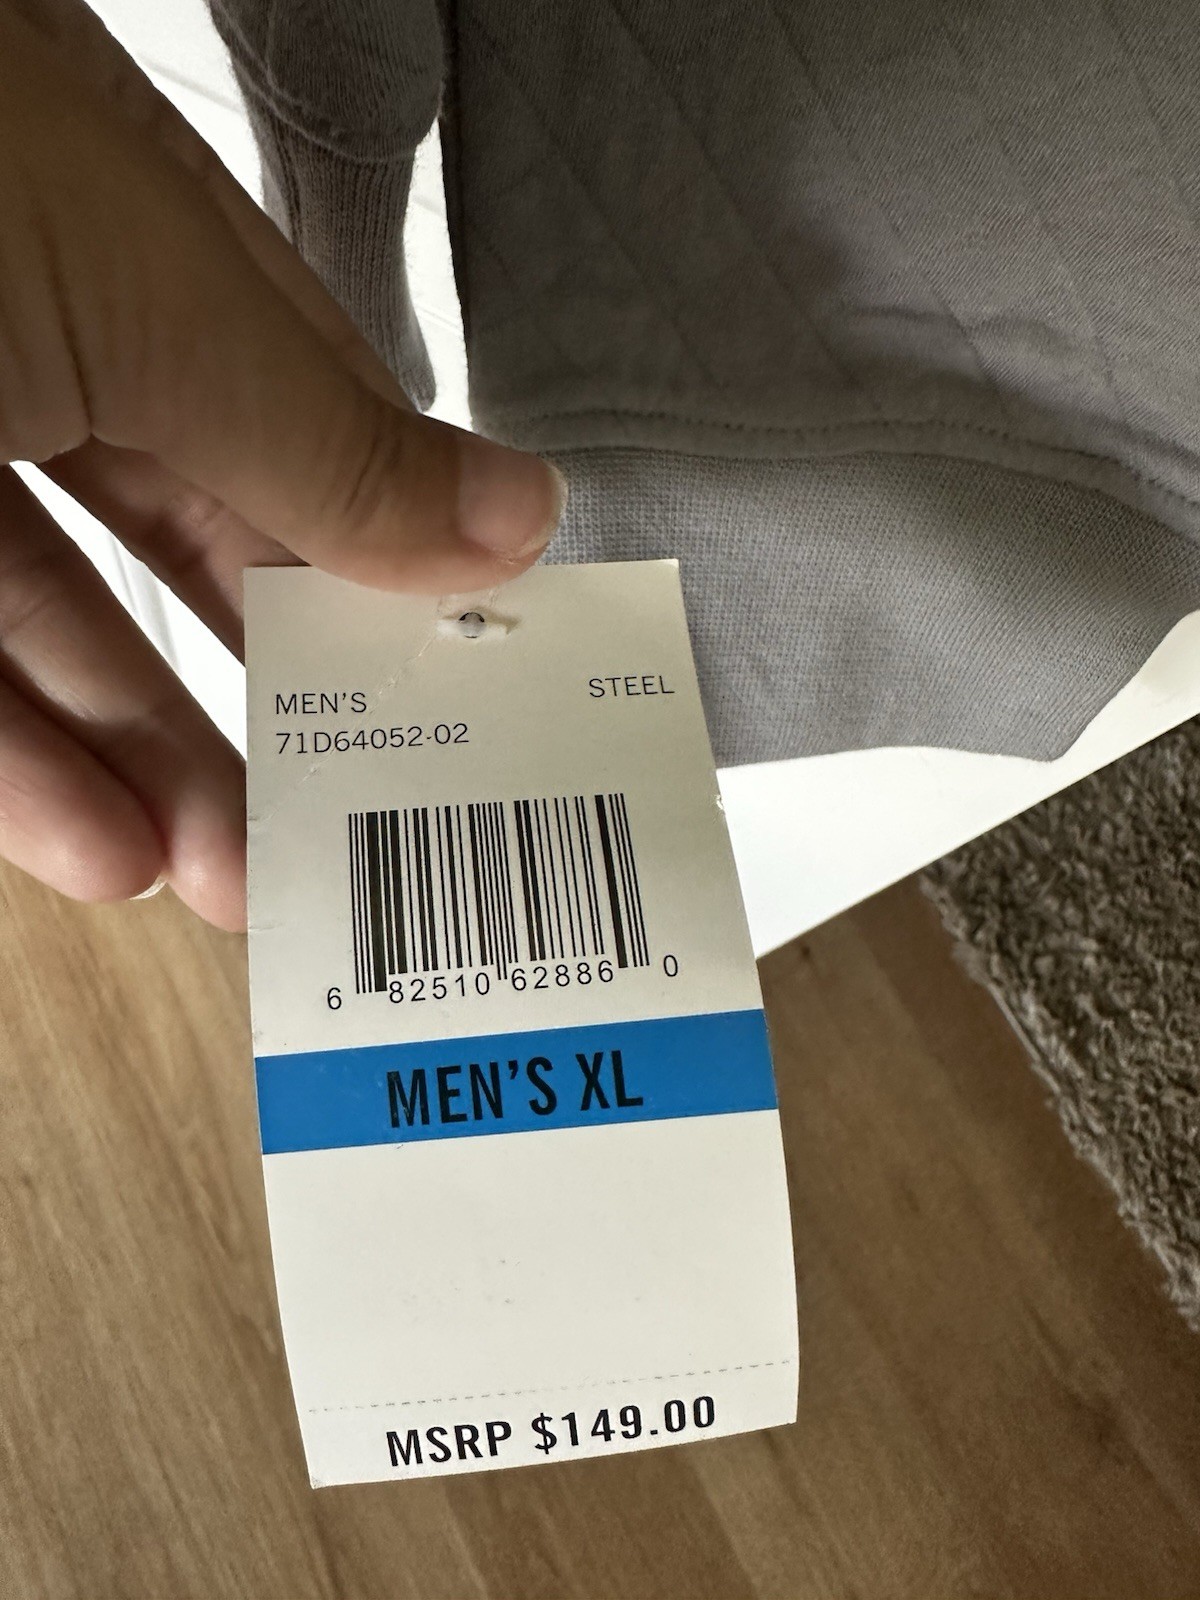 MEN'S STEEL
71D64052-02
6 82510 62886 0
MEN'S XL
MSRP $149.00